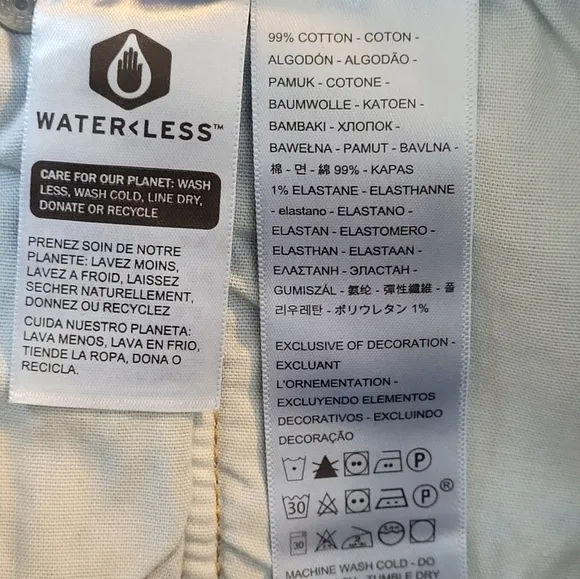 WATER<LESS™
CARE FOR OUR PLANET: WASH
LESS, WASH COLD, LINE DRY,
DONATE OR RECYCLE
PRENEZ SOIN DE NOTRE
PLANETE: LAVEZ MOINS,
LAVEZ A FROID, LAISSEZ
SECHER NATURELLEMENT,
DONNEZ OU RECYCLEZ
CUIDA NUESTRO PLANETA:
LAVA MENOS, LAVA EN FRIO,
TIENDE LA ROPA, DONA O
RECICLA.
99% COTTON - COTON -
ALGODÓN - ALGODÃO -
PAMUK - COTONE -
BAUMWOLLE - KATOEN -
BAMBAKI - ХЛОПОК -
BAWEŁNA - PAMUT - BAVLNA -
棉 - 면 - 綿 99% - KAPAS
1% ELASTANE - ELASTHANNE
- elastano - ELASTANO -
ELASTAN - ELASTOMERO -
ELASTHAN - ELASTAAN -
ΕΛΑΣΤΑΝΗ - ЭЛАСТАН -
GUMISZÁL - 氨纶 - 彈性纖維 - 폴
리우레탄 - ポリウレタン 1%
EXCLUSIVE OF DECORATION -
EXCLUANT
L'ORNEMENTATION -
EXCLUYENDO ELEMENTOS
DECORATIVOS - EXCLUINDO
DECORAÇÃO
P
30 P ®
30
MACHINE WASH COLD - DO
TUMBLE DRY